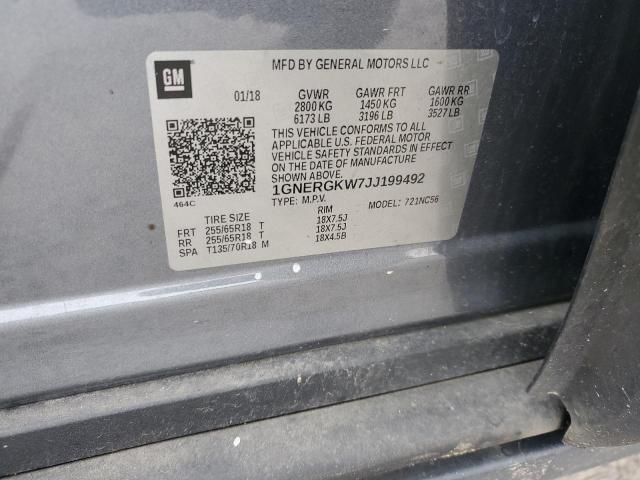 GM
MFD BY GENERAL MOTORS LLC
01/18 GVWR GAWR FRT GAWR RR
2800 KG 1450 KG 1600 KG
6173 LB 3196 LB 3527 LB
THIS VEHICLE CONFORMS TO ALL
APPLICABLE U.S. FEDERAL MOTOR
VEHICLE SAFETY STANDARDS IN EFFECT
ON THE DATE OF MANUFACTURE
SHOWN ABOVE.
1GNERGKW7JJ199492
TYPE: M.P.V. MODEL: 721NC56
464C
TIRE SIZE RIM
FRT 255/65R18 T 18X7.5J
RR 255/65R18 T 18X7.5J
SPA T135/70R18 M 18X4.5B